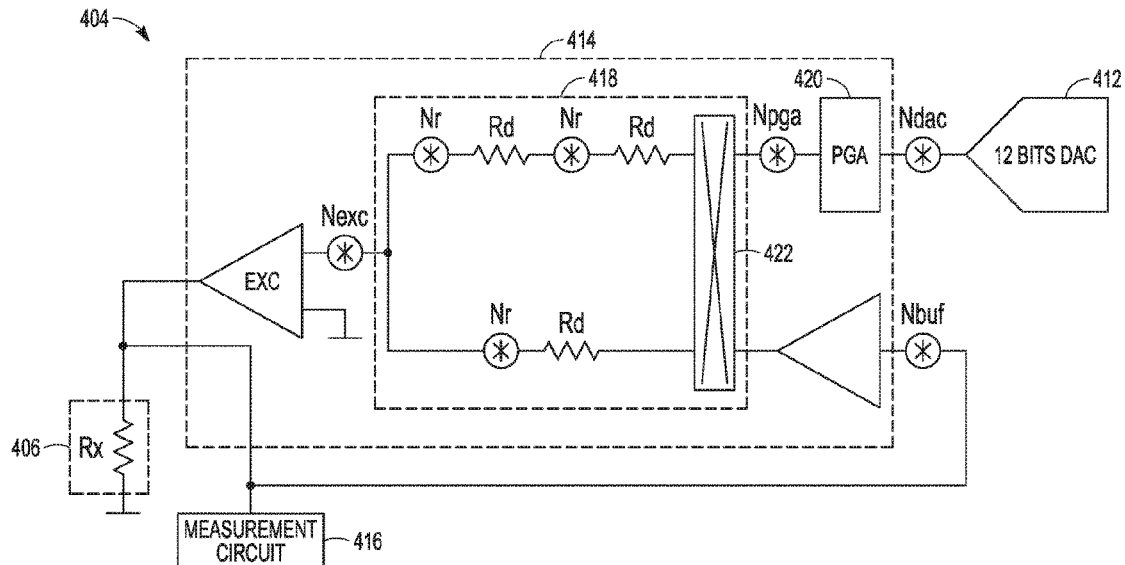 404
414
418
420
412
Nr
Rd
Nr
Rd
Npga
PGA
Ndac
12 BITS DAC
Nexc
EXC
422
Nr
Rd
Nbuf
406
Rx
MEASUREMENT
CIRCUIT
416